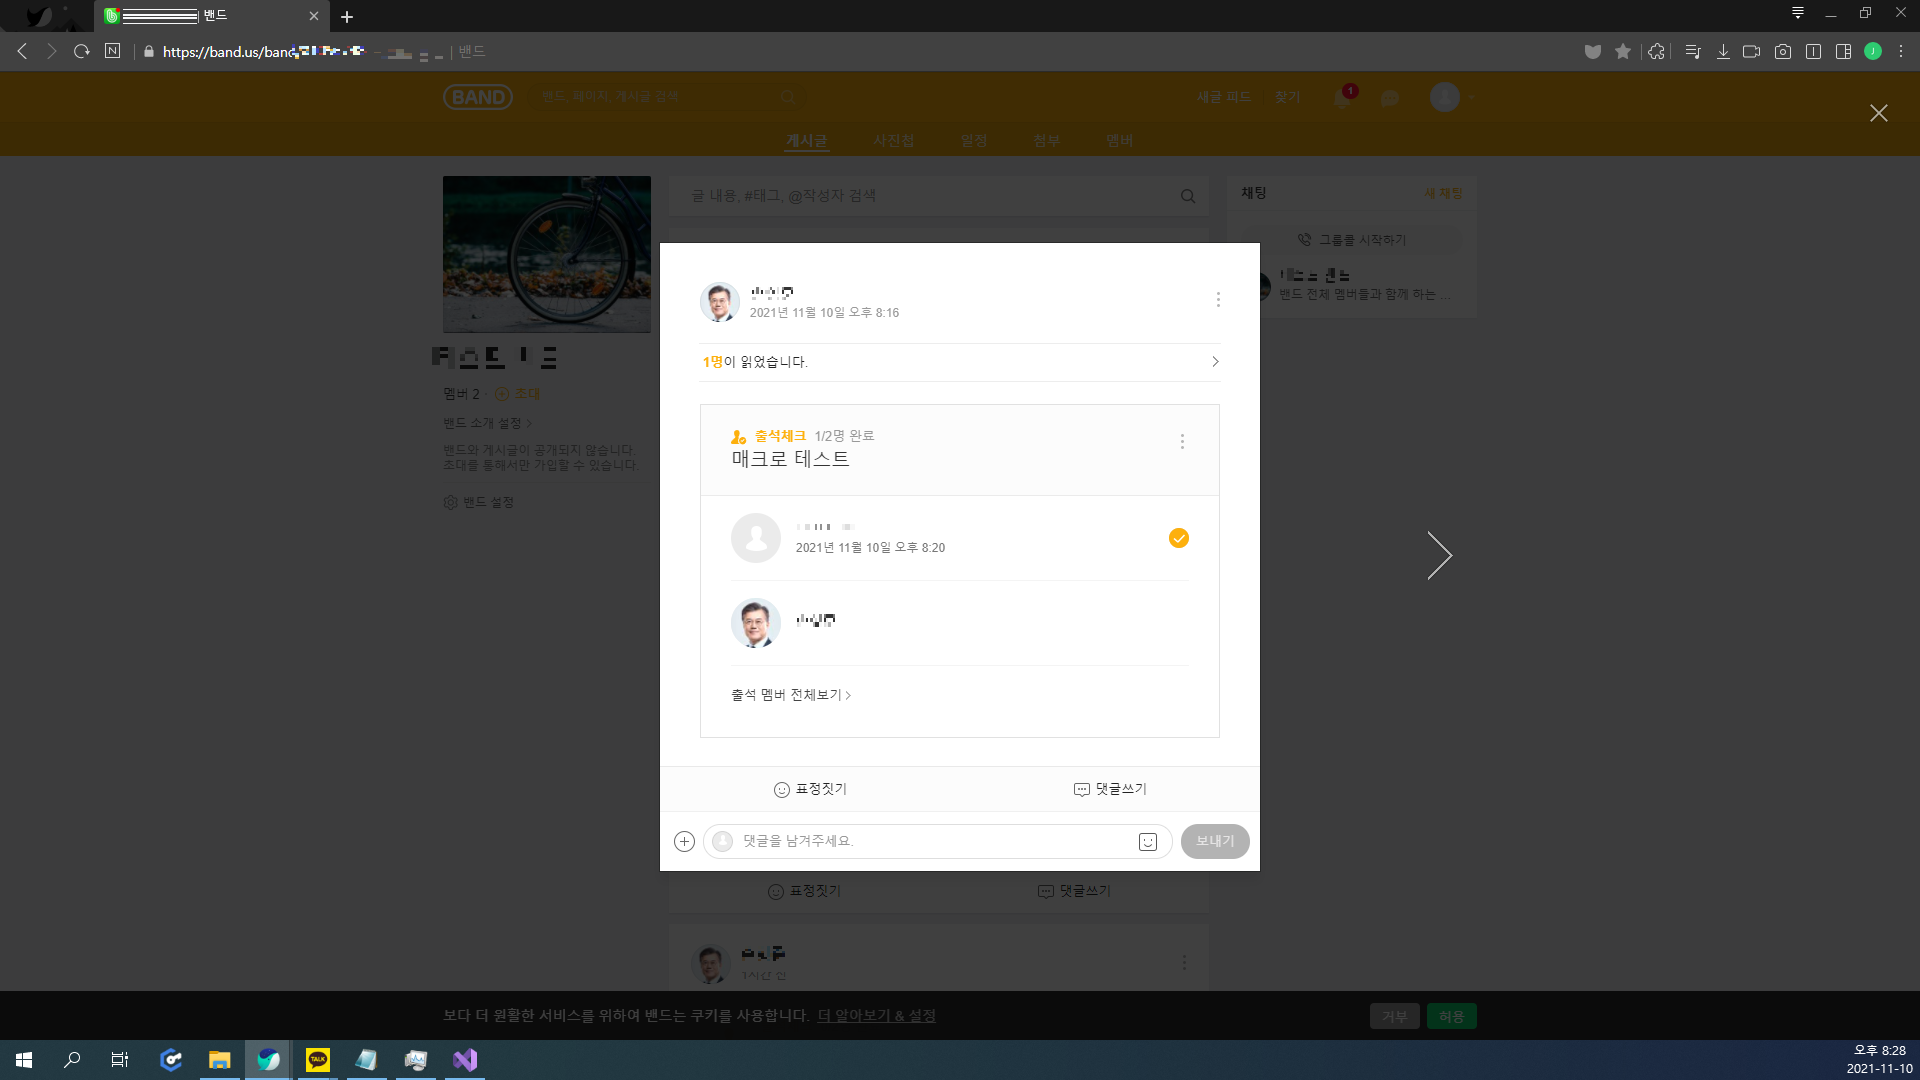 밴드
https://band.us/band
| 밴드
BAND
밴드, 페이지, 게시글 검색
새글 피드
찾기
1
게시글
사진첩
일정
첨부
멤버
글 내용, #태그, @작성자 검색
채팅
새 채팅
그룹콜 시작하기
밴드 전체 멤버들과 함께 하는 ...
멤버 2 · 초대
밴드 소개 설정
밴드와 게시글이 공개되지 않습니다.
초대를 통해서만 가입할 수 있습니다.
밴드 설정
2021년 11월 10일 오후 8:16
1명이 읽었습니다.
출석체크 1/2명 완료
매크로 테스트
2021년 11월 10일 오후 8:20
출석 멤버 전체보기
표정짓기
댓글쓰기
댓글을 남겨주세요.
보내기
표정짓기
댓글쓰기
1시간 전
보다 더 원활한 서비스를 위하여 밴드는 쿠키를 사용합니다. 더 알아보기 & 설정
거부
허용
TALK
오후 8:28
2021-11-10